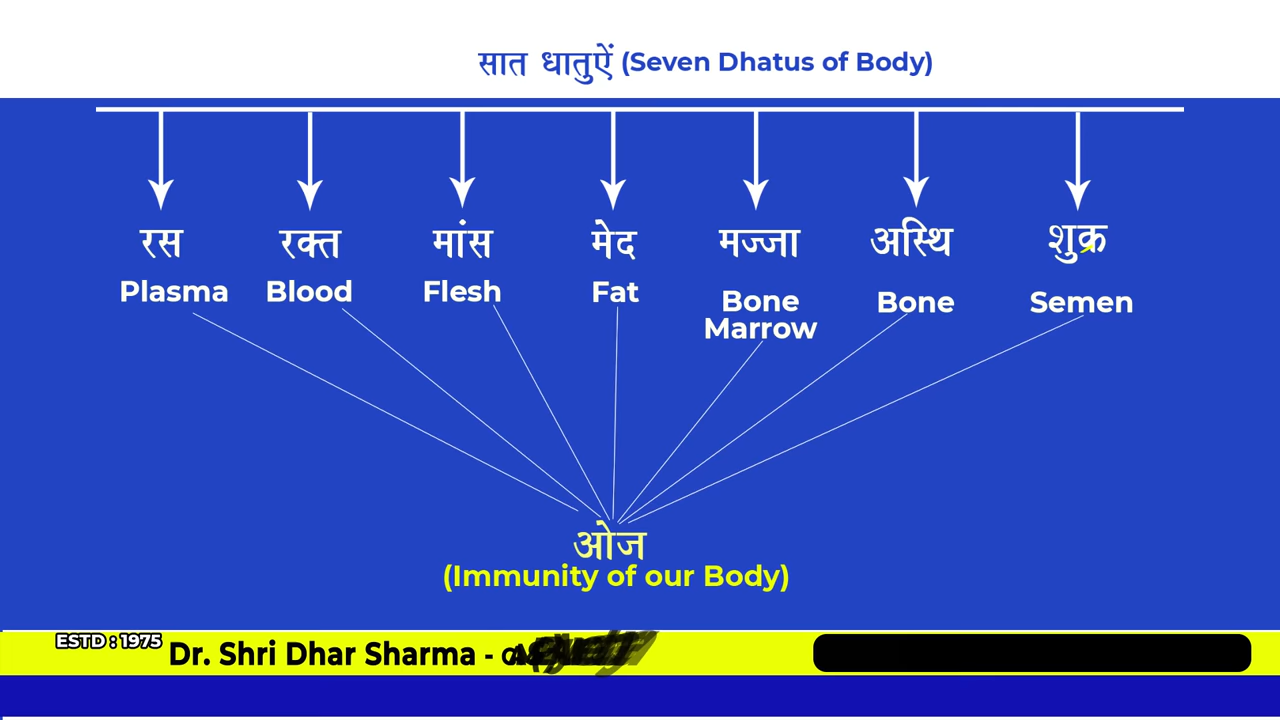 सात धातुऐं (Seven Dhatus of Body)
रस रक्त मांस मेद मज्जा अस्थि शुक्र
Plasma Blood Flesh Fat Bone Marrow Bone Semen
ओज
(Immunity of our Body)
ESTD : 1975
Dr. Shri Dhar Sharma -